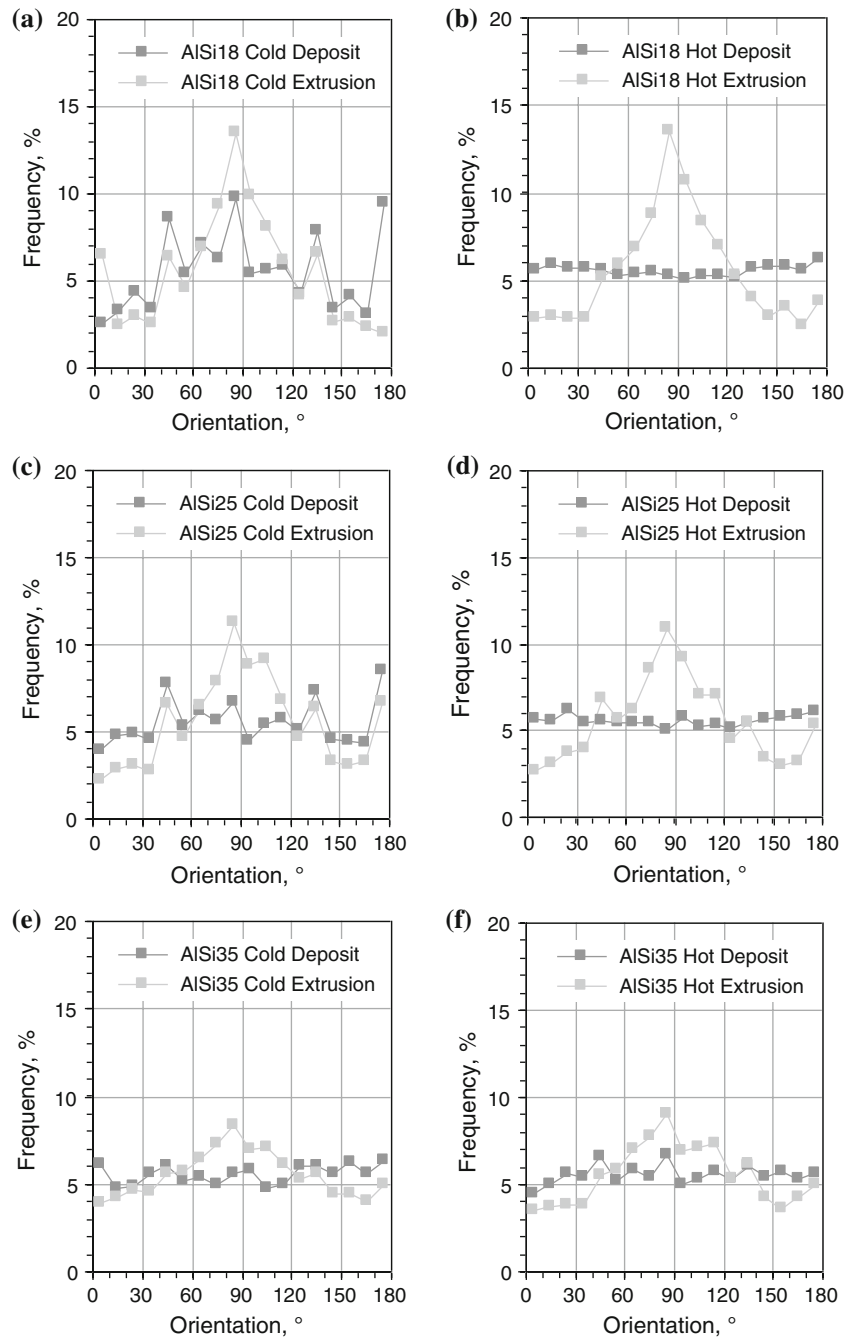 (a)
20
15
10
5
0
Frequency, %
AlSi18 Cold Deposit
AlSi18 Cold Extrusion
0 30 60 90 120 150 180
Orientation, °
(b)
20
15
10
5
0
Frequency, %
AlSi18 Hot Deposit
AlSi18 Hot Extrusion
0 30 60 90 120 150 180
Orientation, °
(c)
20
15
10
5
0
Frequency, %
AlSi25 Cold Deposit
AlSi25 Cold Extrusion
0 30 60 90 120 150 180
Orientation, °
(d)
20
15
10
5
0
Frequency, %
AlSi25 Hot Deposit
AlSi25 Hot Extrusion
0 30 60 90 120 150 180
Orientation, °
(e)
20
15
10
5
0
Frequency, %
AlSi35 Cold Deposit
AlSi35 Cold Extrusion
0 30 60 90 120 150 180
Orientation, °
(f)
20
15
10
5
0
Frequency, %
AlSi35 Hot Deposit
AlSi35 Hot Extrusion
0 30 60 90 120 150 180
Orientation, °